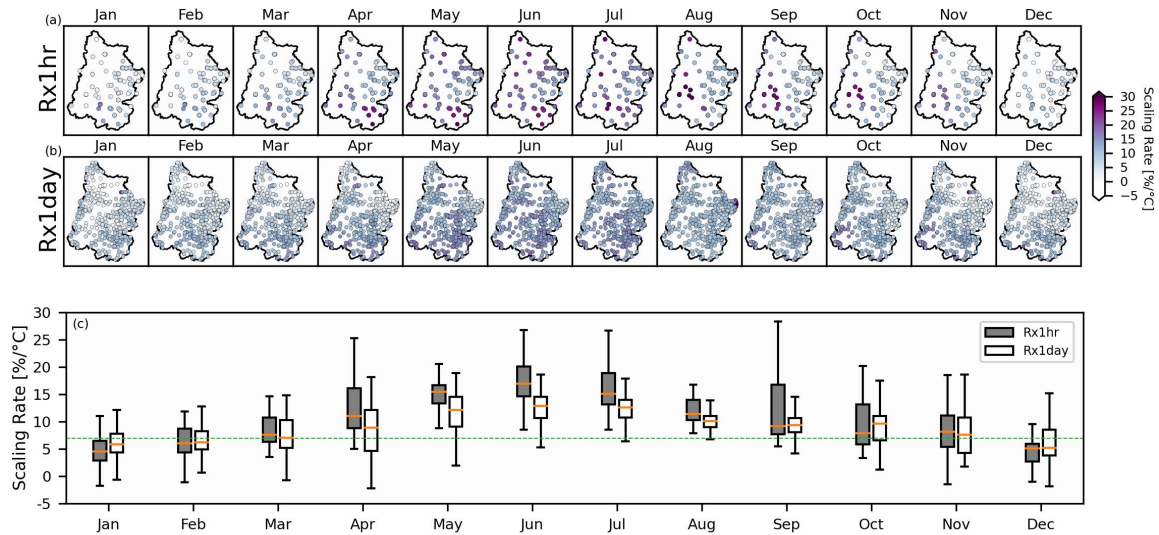 (a)
Jan Feb Mar Apr May Jun Jul Aug Sep Oct Nov Dec
Rx1hr
(b)
Jan Feb Mar Apr May Jun Jul Aug Sep Oct Nov Dec
Rx1day
30
25
20
15
10
5
0
−5
Scaling Rate [%/°C]
(c)
Scaling Rate [%/°C]
30
25
20
15
10
5
0
-5
Rx1hr
Rx1day
Jan Feb Mar Apr May Jun Jul Aug Sep Oct Nov Dec